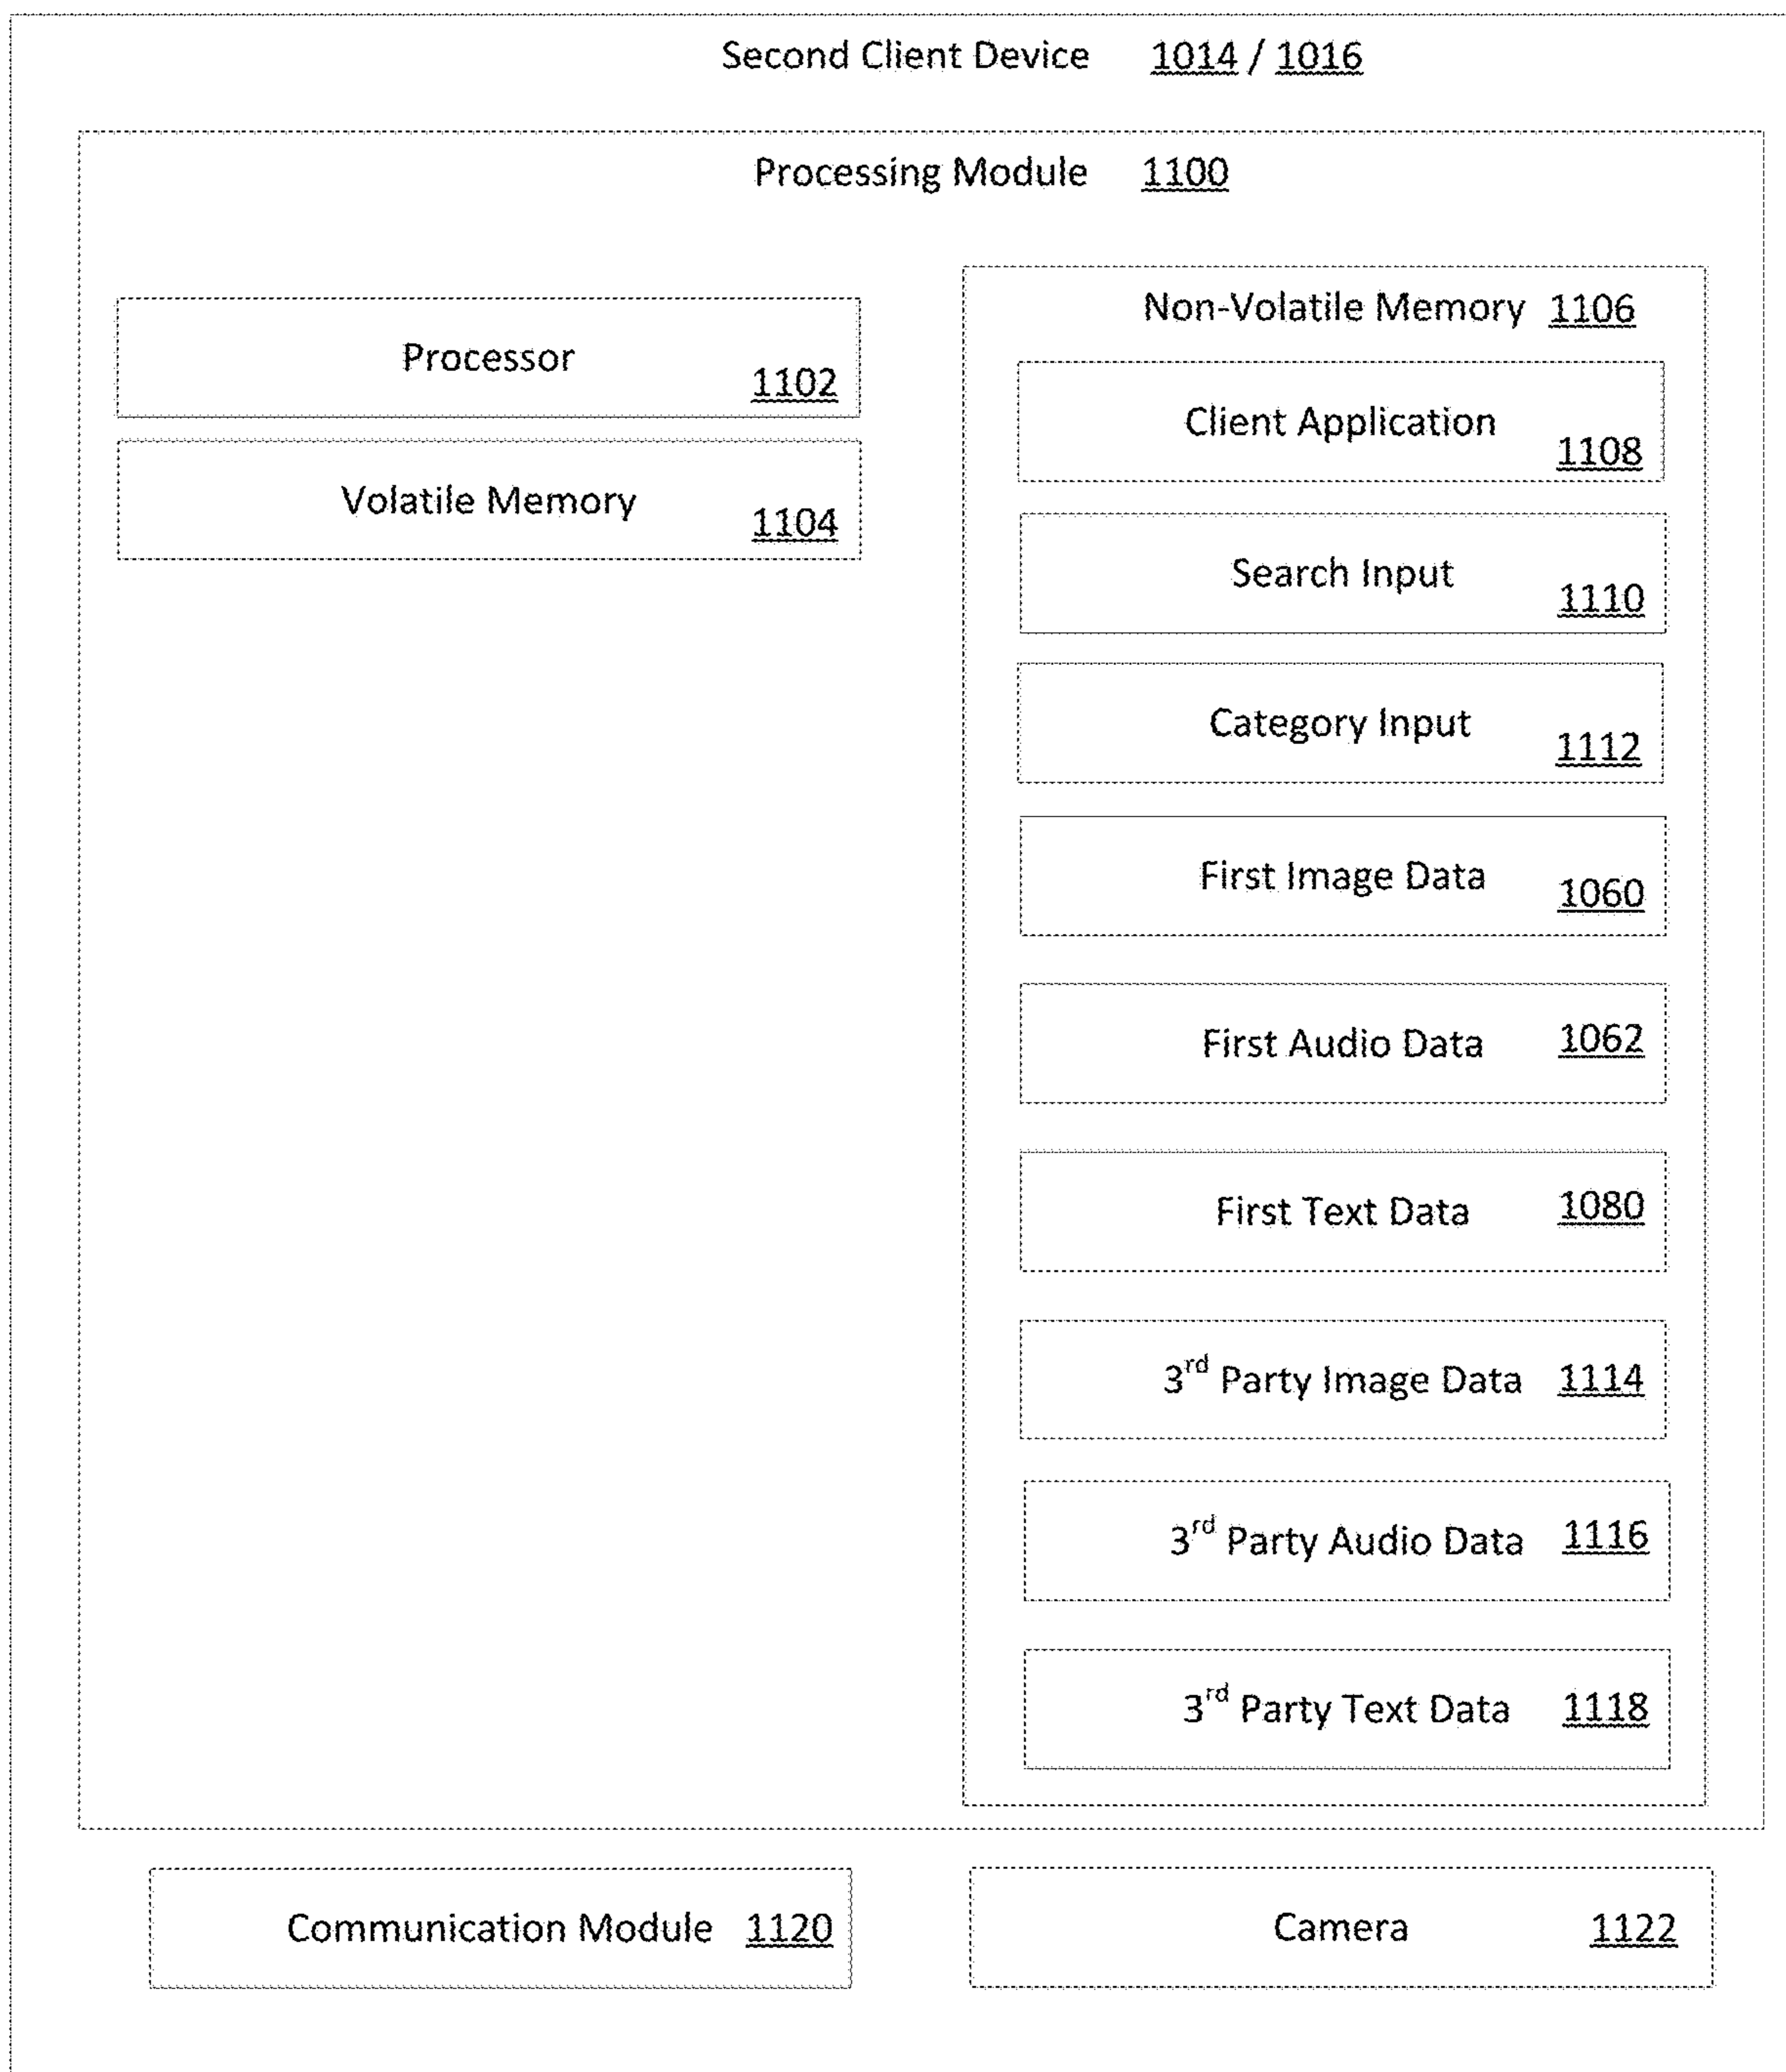 Second Client Device 1014 / 1016
Processing Module 1100
Processor 1102
Volatile Memory 1104
Non-Volatile Memory 1106
Client Application 1108
Search Input 1110
Category Input 1112
First Image Data 1060
First Audio Data 1062
First Text Data 1080
3rd Party Image Data 1114
3rd Party Audio Data 1116
3rd Party Text Data 1118
Communication Module 1120
Camera 1122